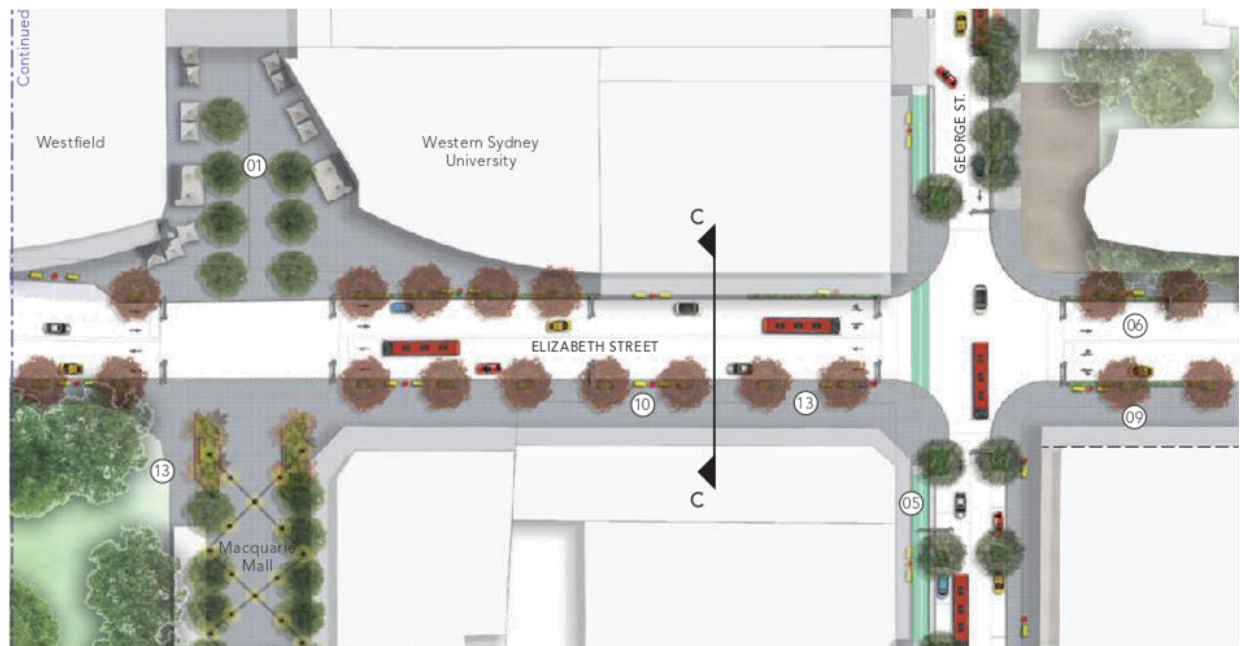 Continued
Westfield
01
Western Sydney
University
GEORGE ST.
C
ELIZABETH STREET
06
10
13
09
13
C
05
Macquarie
Mall